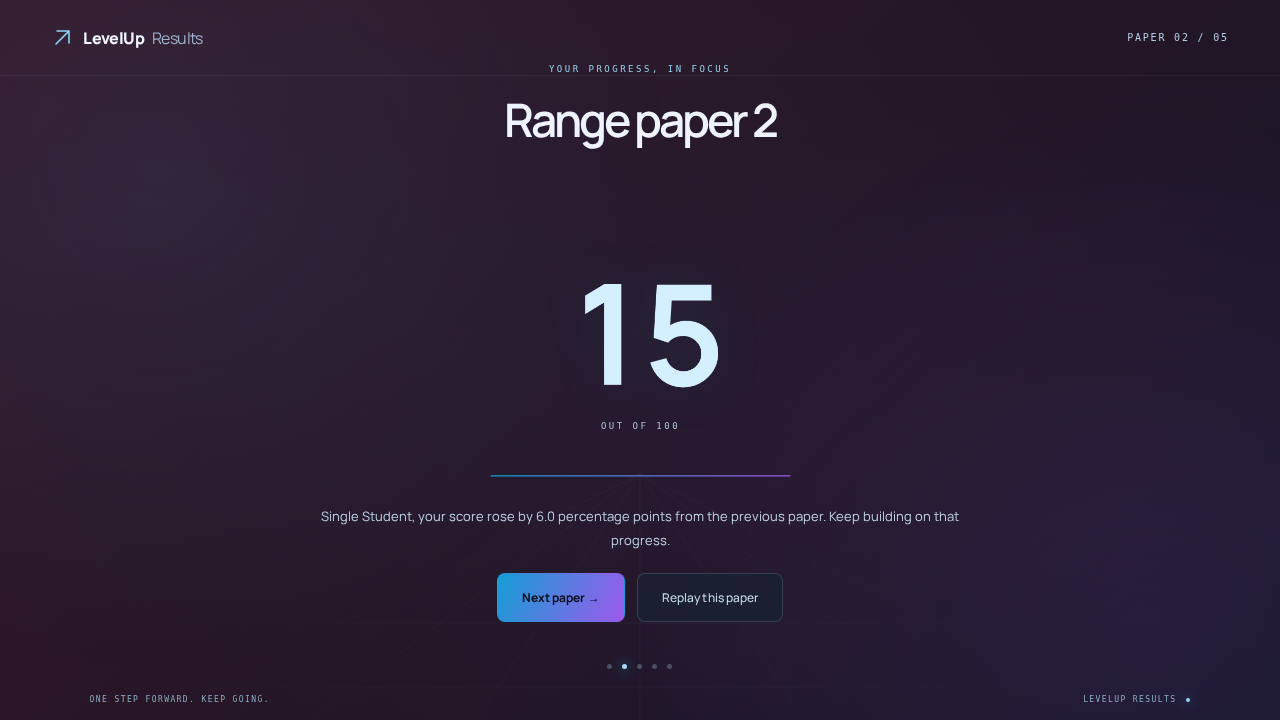 LevelUp Results
PAPER 02 / 05
YOUR PROGRESS, IN FOCUS
Range paper 2
15
OUT OF 100
Single Student, your score rose by 6.0 percentage points from the previous paper. Keep building on that
progress.
Next paper →
Replay this paper
ONE STEP FORWARD. KEEP GOING.
LEVELUP RESULTS